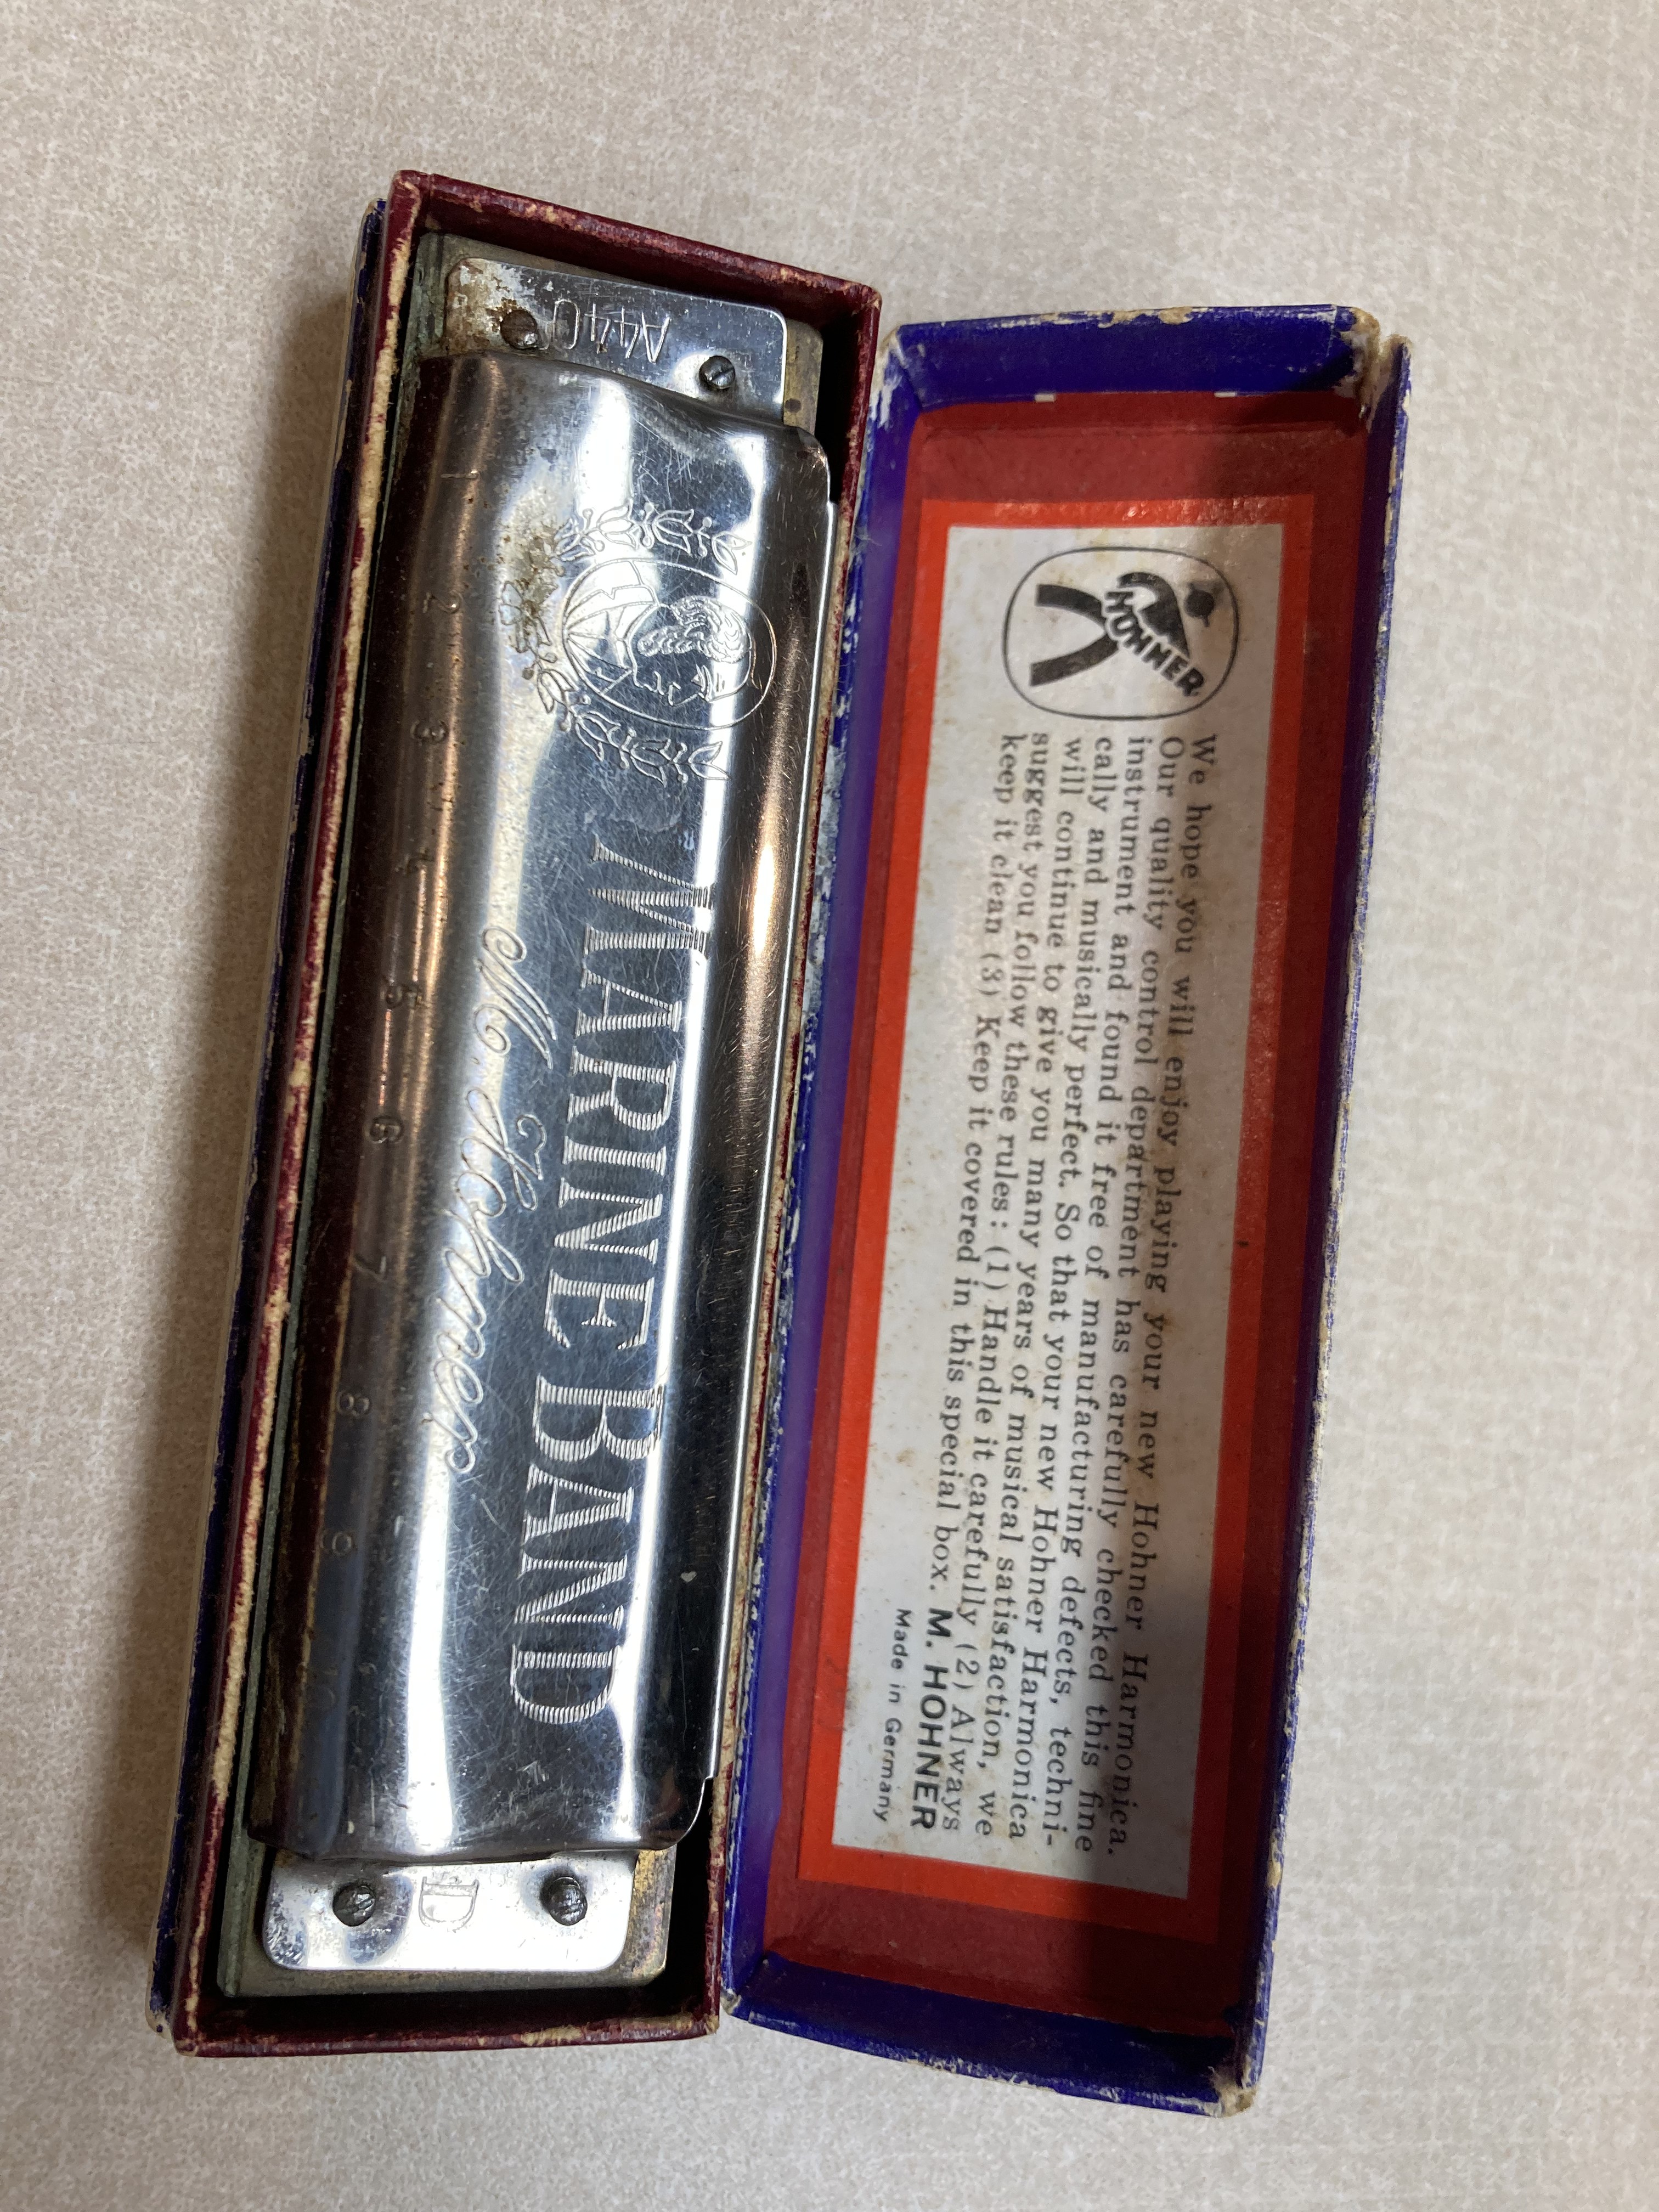 A440
1 2 3 4 5 6 7 8 9 10
MARINE BAND
M. Hohner
D
HOHNER
We hope you will enjoy playing your new Hohner Harmonica.
Our quality control department has carefully checked this fine
instrument and found it free of manufacturing defects, techni-
cally and musically perfect. So that your new Hohner Harmonica
will continue to give you many years of musical satisfaction, we
suggest you follow these rules: (1) Handle it carefully (2) Always
keep it clean (3) Keep it covered in this special box. M. HOHNER
Made in Germany